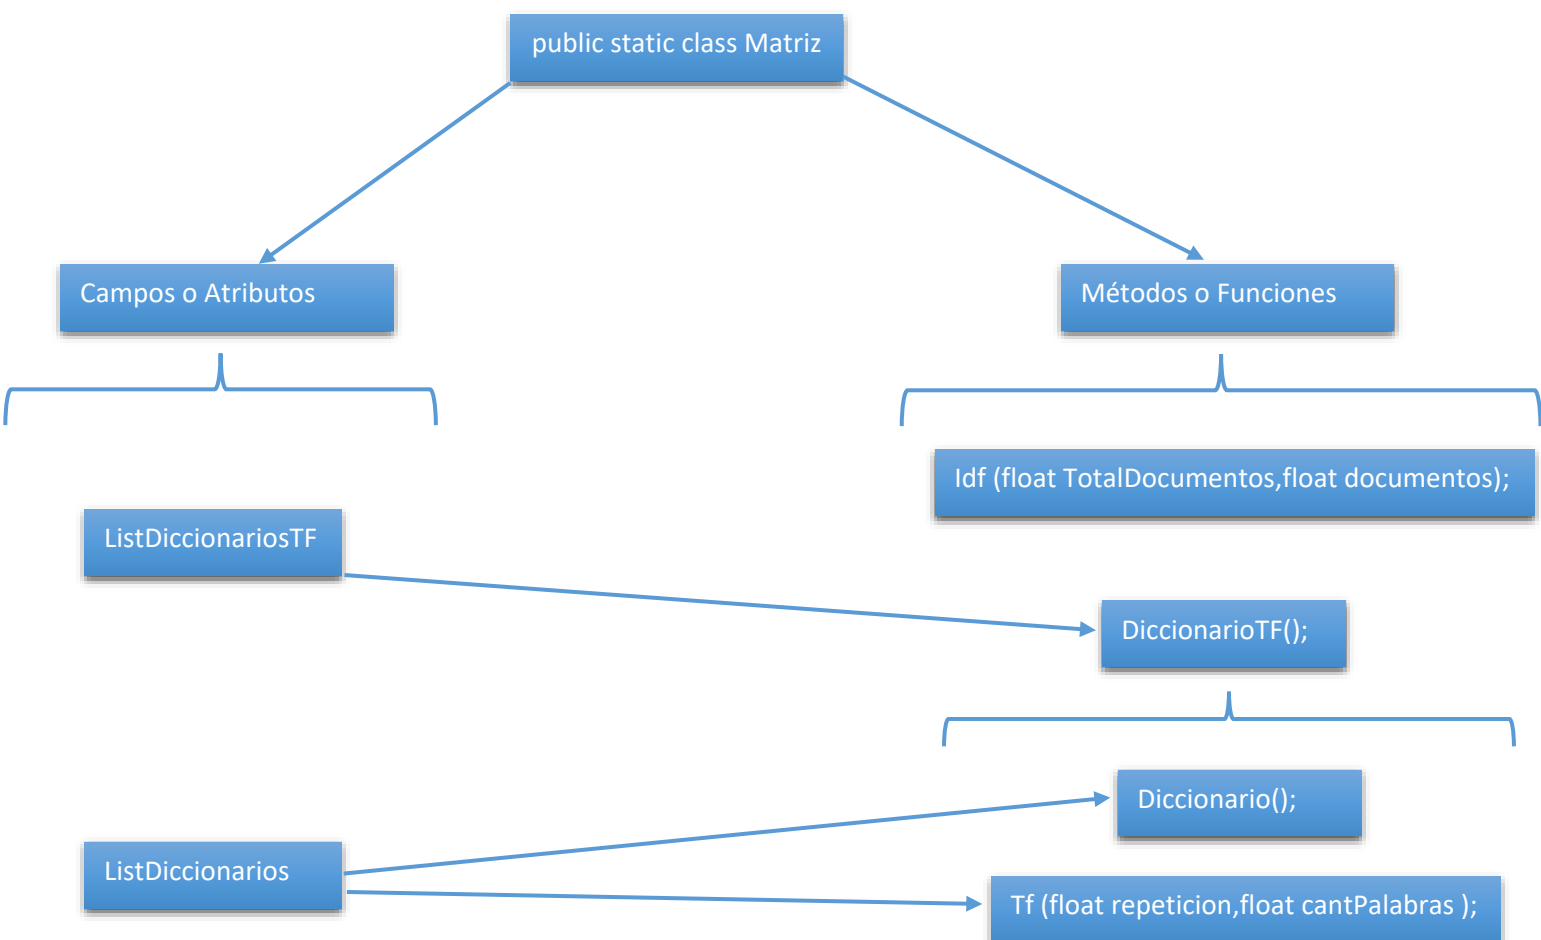 public static class Matriz
Campos o Atributos
Métodos o Funciones
Idf (float TotalDocumentos,float documentos);
ListDiccionariosTF
DiccionarioTF();
Diccionario();
ListDiccionarios
Tf (float repeticion,float cantPalabras );